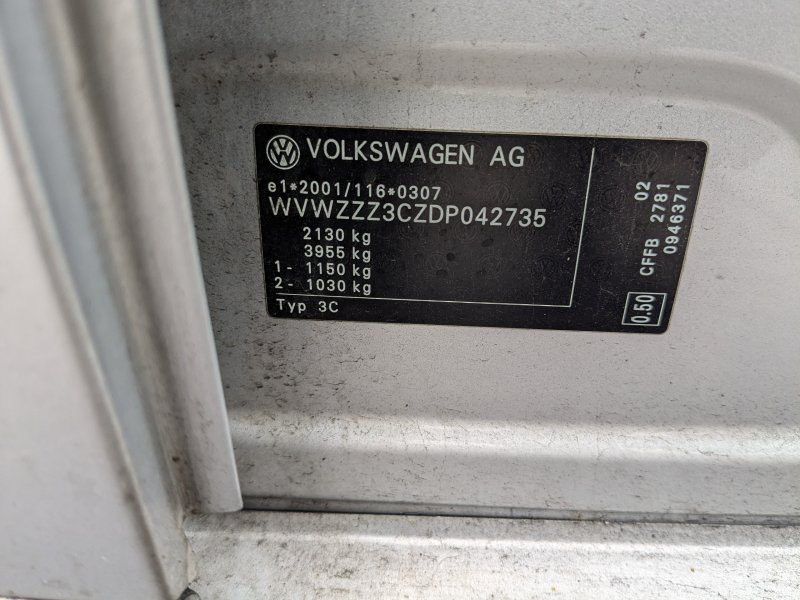 VOLKSWAGEN AG
e1*2001/116*0307
WVWZZZ3CZDP042735
2130 kg
3955 kg
1- 1150 kg
2- 1030 kg
Typ 3C
02
CFFB 2781
0946371
0.50